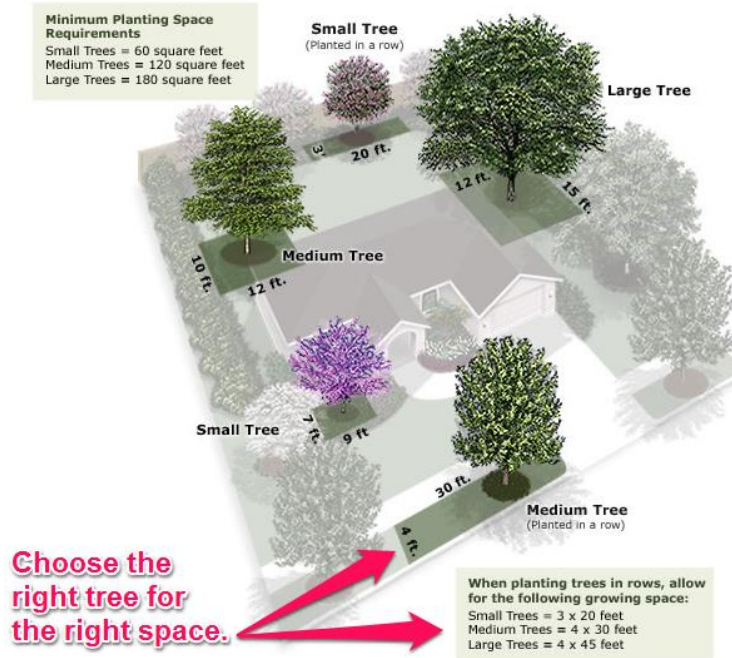 Minimum Planting Space
Requirements
Small Trees = 60 square feet
Medium Trees = 120 square feet
Large Trees = 180 square feet
Small Tree
(Planted in a row)
Large Tree
3'
20 ft.
12 ft.
15 ft.
10 ft.
12 ft.
Medium Tree
Small Tree
7 ft.
9 ft
30 ft.
4 ft.
Medium Tree
(Planted in a row)
Choose the
right tree for
the right space.
When planting trees in rows, allow
for the following growing space:
Small Trees = 3 x 20 feet
Medium Trees = 4 x 30 feet
Large Trees = 4 x 45 feet